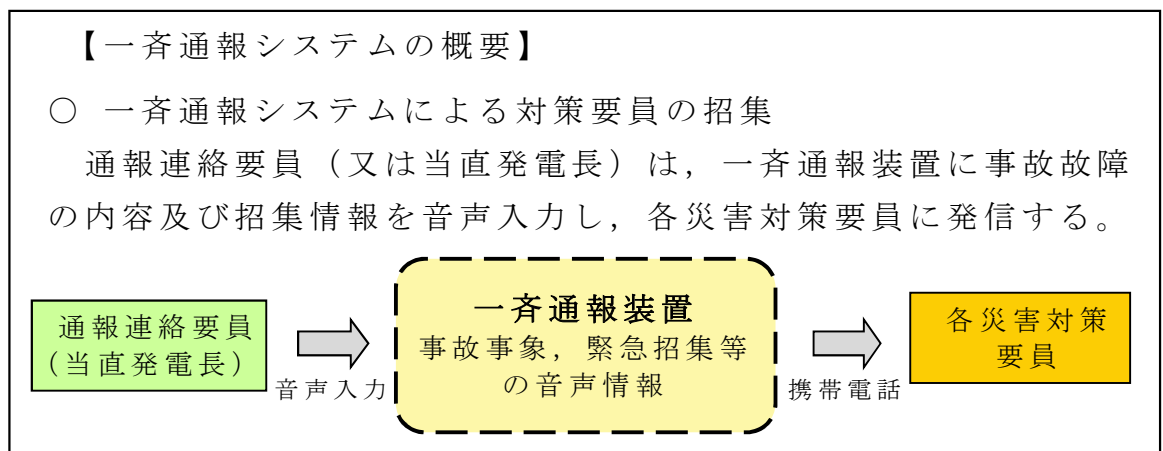 【一斉通報システムの概要】
○ 一斉通報システムによる対策要員の招集
通報連絡要員（又は当直発電長）は，一斉通報装置に事故故障
の内容及び招集情報を音声入力し，各災害対策要員に発信する。
通報連絡要員
（当直発電長）
音声入力
一斉通報装置
事故事象，緊急招集等
の音声情報
携帯電話
各災害対策
要員